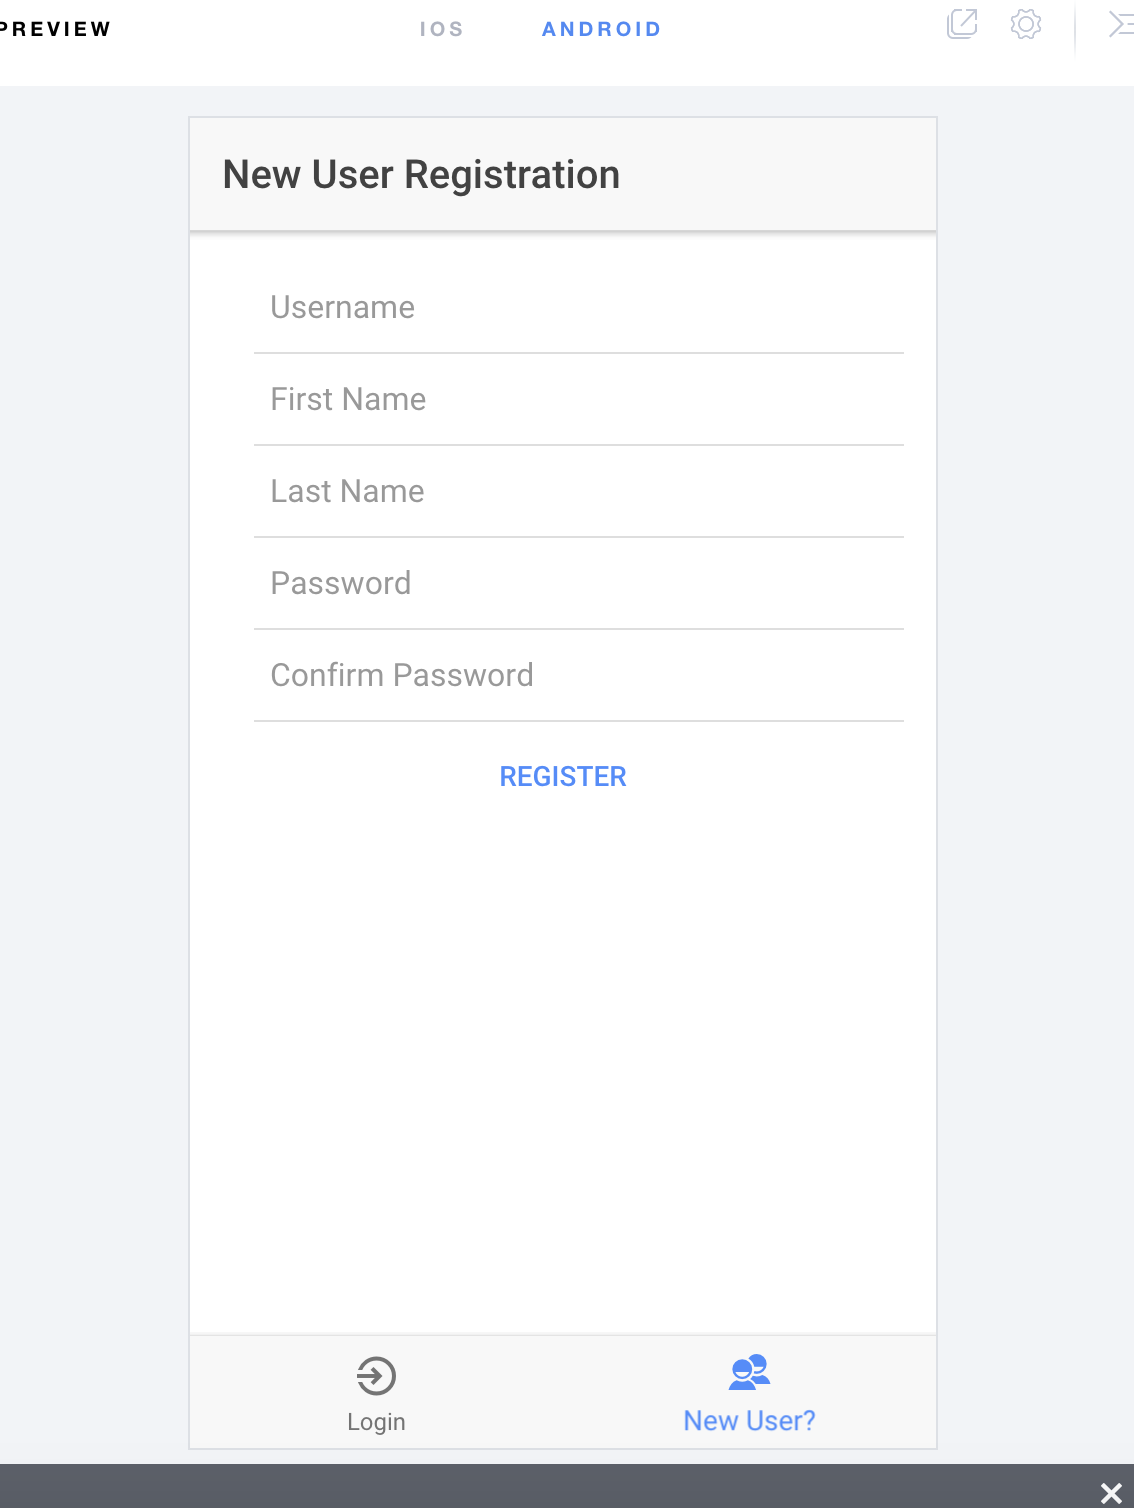 PREVIEW
IOS
ANDROID
New User Registration
Username
First Name
Last Name
Password
Confirm Password
REGISTER
Login
New User?